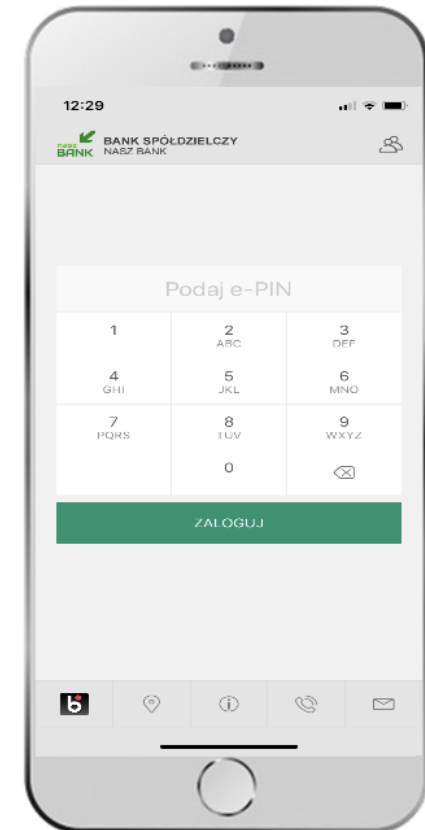 12:29
nasz
BANK
BANK SPÓŁDZIELCZY
NASZ BANK
Podaj e-PIN
1
2
ABC
3
DEF
4
GHI
5
JKL
6
MNO
7
PQRS
8
TUV
9
WXYZ
0
ZALOGUJ